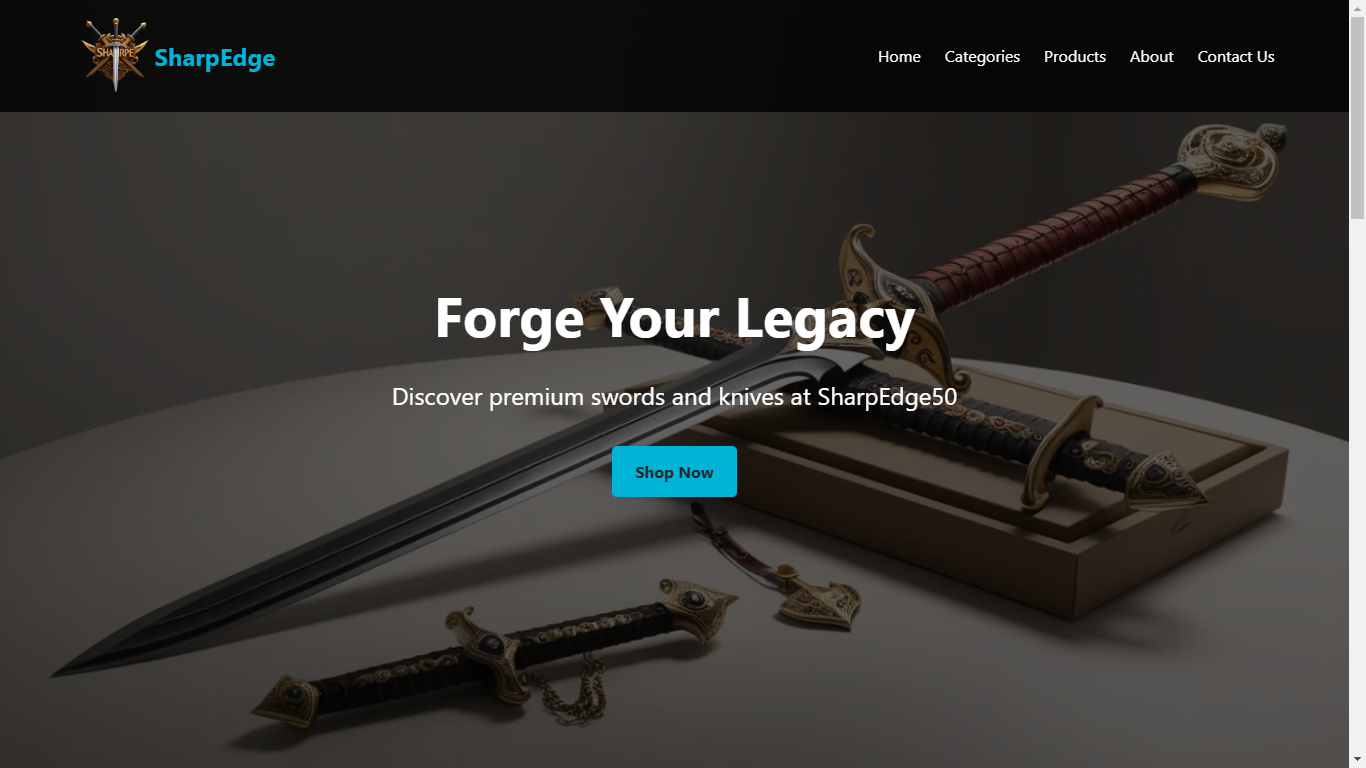 SHARPE
SharpEdge
Home Categories Products About Contact Us
Forge Your Legacy
Discover premium swords and knives at SharpEdge50
Shop Now